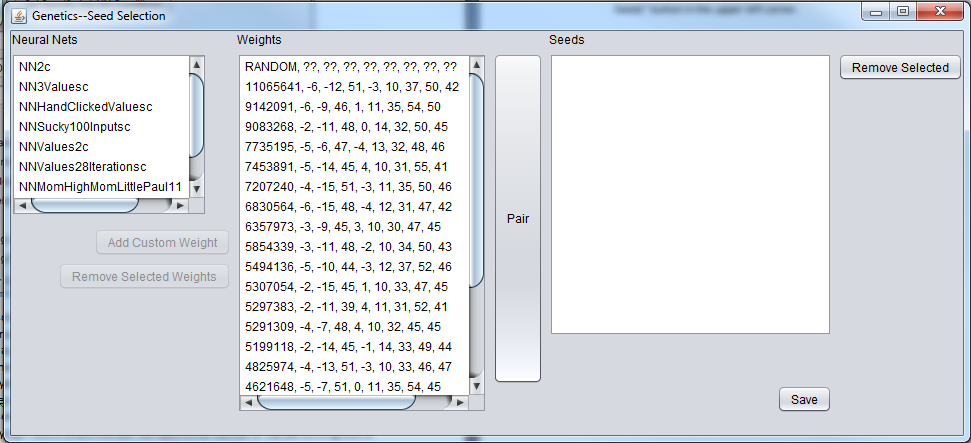 Genetics--Seed Selection
Neural Nets
Weights
Seeds
NN2c
NN3Valuesc
NNHandClickedValuesc
NNSucky100Inputsc
NNValues2c
NNValues28Iterationsc
NNMomHighMomLittlePaul11
Add Custom Weight
Remove Selected Weights
RANDOM, ??, ??, ??, ??, ??, ??, ??, ??
11065641, -6, -12, 51, -3, 10, 37, 50, 42
9142091, -6, -9, 46, 1, 11, 35, 54, 50
9083268, -2, -11, 48, 0, 14, 32, 50, 45
7735195, -5, -6, 47, -4, 13, 32, 48, 46
7453891, -5, -14, 45, 4, 10, 31, 55, 41
7207240, -4, -15, 51, -3, 11, 35, 50, 46
6830564, -6, -15, 48, -4, 12, 31, 47, 42
6357973, -3, -9, 45, 3, 10, 30, 47, 45
5854339, -3, -11, 48, -2, 10, 34, 50, 43
5494136, -5, -10, 44, -3, 12, 37, 52, 46
5307054, -2, -15, 45, 1, 10, 33, 47, 45
5297383, -2, -11, 39, 4, 11, 31, 52, 41
5291309, -4, -7, 48, 4, 10, 32, 45, 45
5199118, -2, -14, 45, -1, 14, 33, 49, 44
4825974, -4, -13, 51, -3, 10, 33, 46, 47
4621648, -5, -7, 51, 0, 11, 35, 54, 45
Pair
Remove Selected
Save